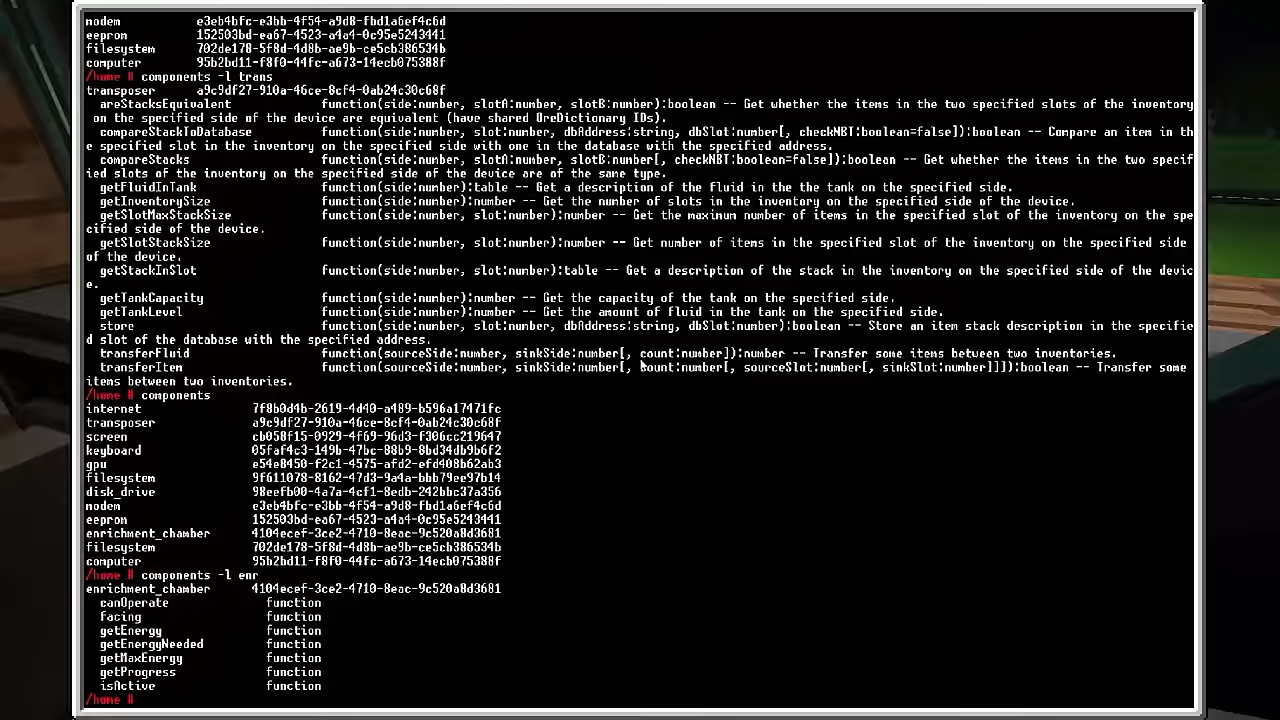 modem           e3eb4bfc-e3bb-4f54-a9d8-fbd1a6ef4c6d
eeprom          152503bd-ea67-4523-a4a4-0c95e5243441
filesystem      702de178-5f8d-4d8b-ae9b-ce5cb386534b
computer        95b2bd11-f8f0-44fc-a673-14ecb075388f
/home # components -l trans
transposer      a9c9df27-910a-46ce-8cf4-0ab24c30c68f
  areStacksEquivalent             function(side:number, slotA:number, slotB:number):boolean -- Get whether the items in the two specified slots of the inventory
 on the specified side of the device are equivalent (have shared OreDictionary IDs).
  compareStackToDatabase          function(side:number, slot:number, dbAddress:string, dbSlot:number[, checkNBT:boolean=false]):boolean -- Compare an item in th
e specified slot in the inventory on the specified side with one in the database with the specified address.
  compareStacks                   function(side:number, slotA:number, slotB:number[, checkNBT:boolean=false]):boolean -- Get whether the items in the two specif
ied slots of the inventory on the specified side of the device are of the same type.
  getFluidInTank                  function(side:number):table -- Get a description of the fluid in the the tank on the specified side.
  getInventorySize                function(side:number):number -- Get the number of slots in the inventory on the specified side of the device.
  getSlotMaxStackSize             function(side:number, slot:number):number -- Get the maximum number of items in the specified slot of the inventory on the spe
cified side of the device.
  getSlotStackSize                function(side:number, slot:number):number -- Get number of items in the specified slot of the inventory on the specified side
of the device.
  getStackInSlot                  function(side:number, slot:number):table -- Get a description of the stack in the inventory on the specified side of the devic
e.
  getTankCapacity                 function(side:number):number -- Get the capacity of the tank on the specified side.
  getTankLevel                    function(side:number):number -- Get the amount of fluid in the tank on the specified side.
  store                           function(side:number, slot:number, dbAddress:string, dbSlot:number):boolean -- Store an item stack description in the specifie
d slot of the database with the specified address.
  transferFluid                   function(sourceSide:number, sinkSide:number[, count:number]):number -- Transfer some items between two inventories.
  transferItem                    function(sourceSide:number, sinkSide:number[, count:number[, sourceSlot:number[, sinkSlot:number]]]):boolean -- Transfer some
items between two inventories.
/home # components
internet                7f8b0d4b-2619-4d40-a489-b596a17471fc
transposer              a9c9df27-910a-46ce-8cf4-0ab24c30c68f
screen                  cb058f15-0929-4f69-96d3-f306cc219647
keyboard                05faf4c3-149b-47bc-88b9-8bd34db9b6f2
gpu                     e54e8450-f2c1-4575-afd2-efd408b62ab3
filesystem              9f611078-8162-47d3-9a4a-bbb79ee97b14
disk_drive              98eefb00-4a7a-4cf1-8edb-242bbc37a356
modem                   e3eb4bfc-e3bb-4f54-a9d8-fbd1a6ef4c6d
eeprom                  152503bd-ea67-4523-a4a4-0c95e5243441
enrichment_chamber      4104ecef-3ce2-4710-8eac-9c520a8d3681
filesystem              702de178-5f8d-4d8b-ae9b-ce5cb386534b
computer                95b2bd11-f8f0-44fc-a673-14ecb075388f
/home # components -l enr
enrichment_chamber      4104ecef-3ce2-4710-8eac-9c520a8d3681
  canOperate              function
  facing                  function
  getEnergy               function
  getEnergyNeeded         function
  getMaxEnergy            function
  getProgress             function
  isActive                function
/home #